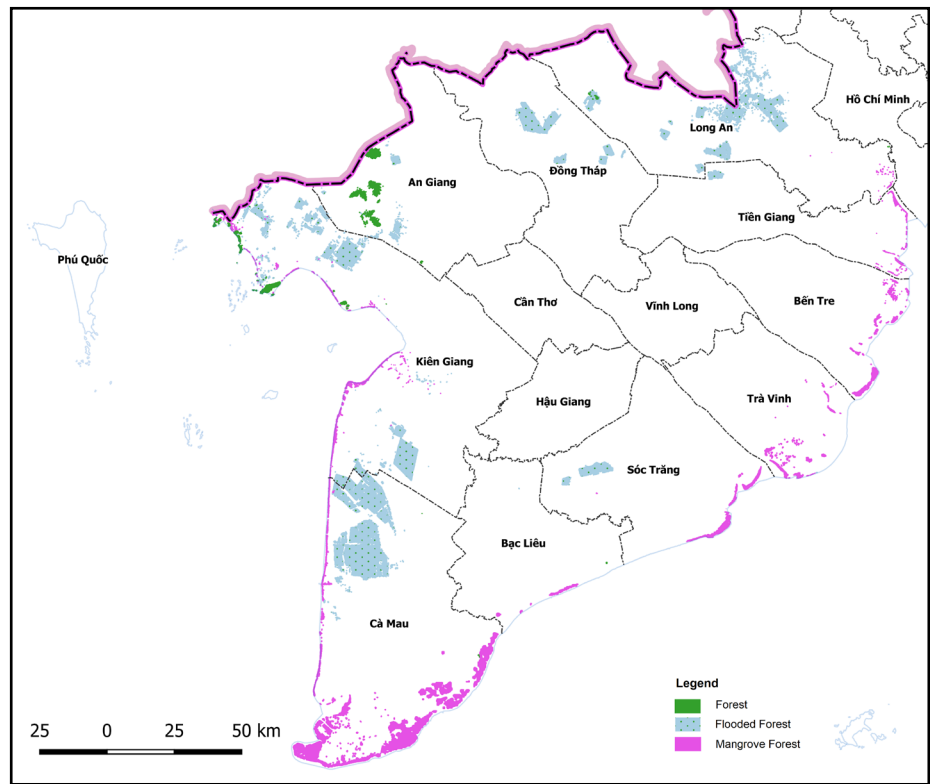 Hồ Chí Minh
Long An
Đồng Tháp
An Giang
Tiền Giang
Phú Quốc
Cần Thơ
Vĩnh Long
Bến Tre
Kiên Giang
Hậu Giang
Trà Vinh
Sóc Trăng
Bạc Liêu
Cà Mau
Legend
Forest
Flooded Forest
Mangrove Forest
25 0 25 50 km